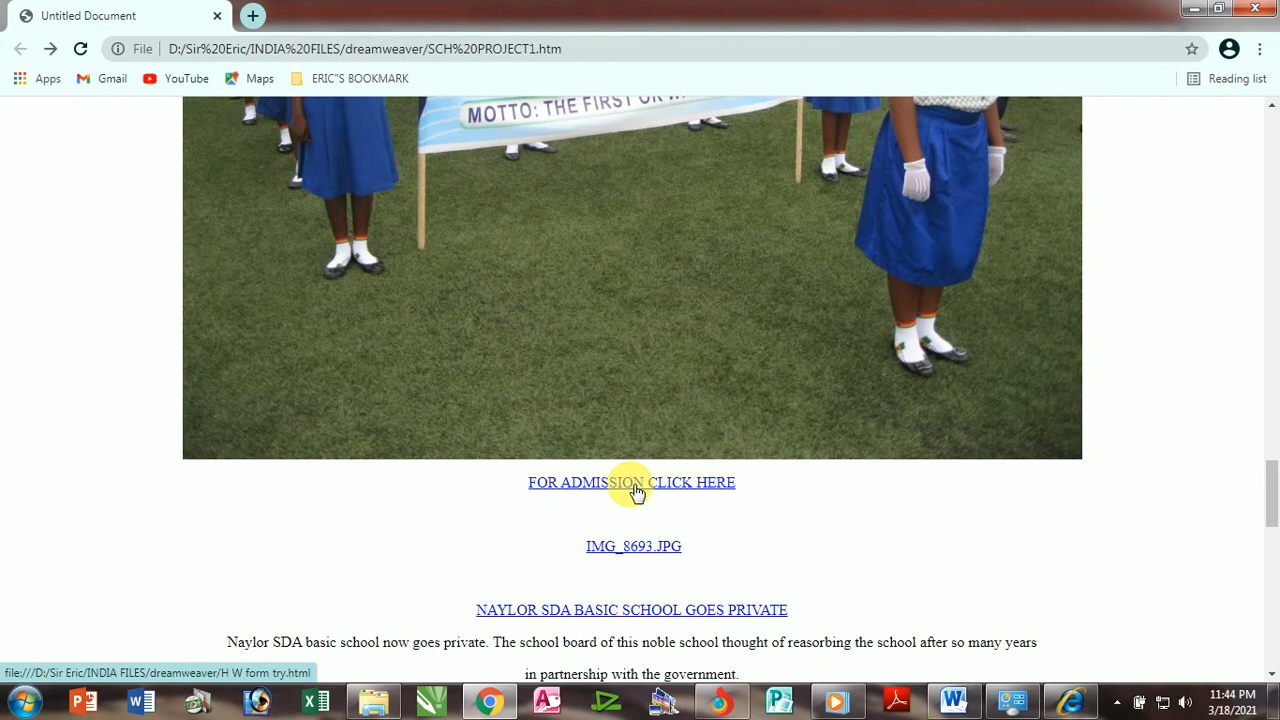 Untitled Document
File D:/Sir%20Eric/INDIA%20FILES/dreamweaver/SCH%20PROJECT1.htm
Apps Gmail YouTube Maps ERIC"S BOOKMARK Reading list
MOTTO: THE FIRST OR
FOR ADMISSION CLICK HERE
IMG_8693.JPG
NAYLOR SDA BASIC SCHOOL GOES PRIVATE
Naylor SDA basic school now goes private. The school board of this noble school thought of reasorbing the school after so many years
in partnership with the government.
file:///D:/Sir Eric/INDIA FILES/dreamweaver/H W form try.html
11:44 PM
3/18/2021